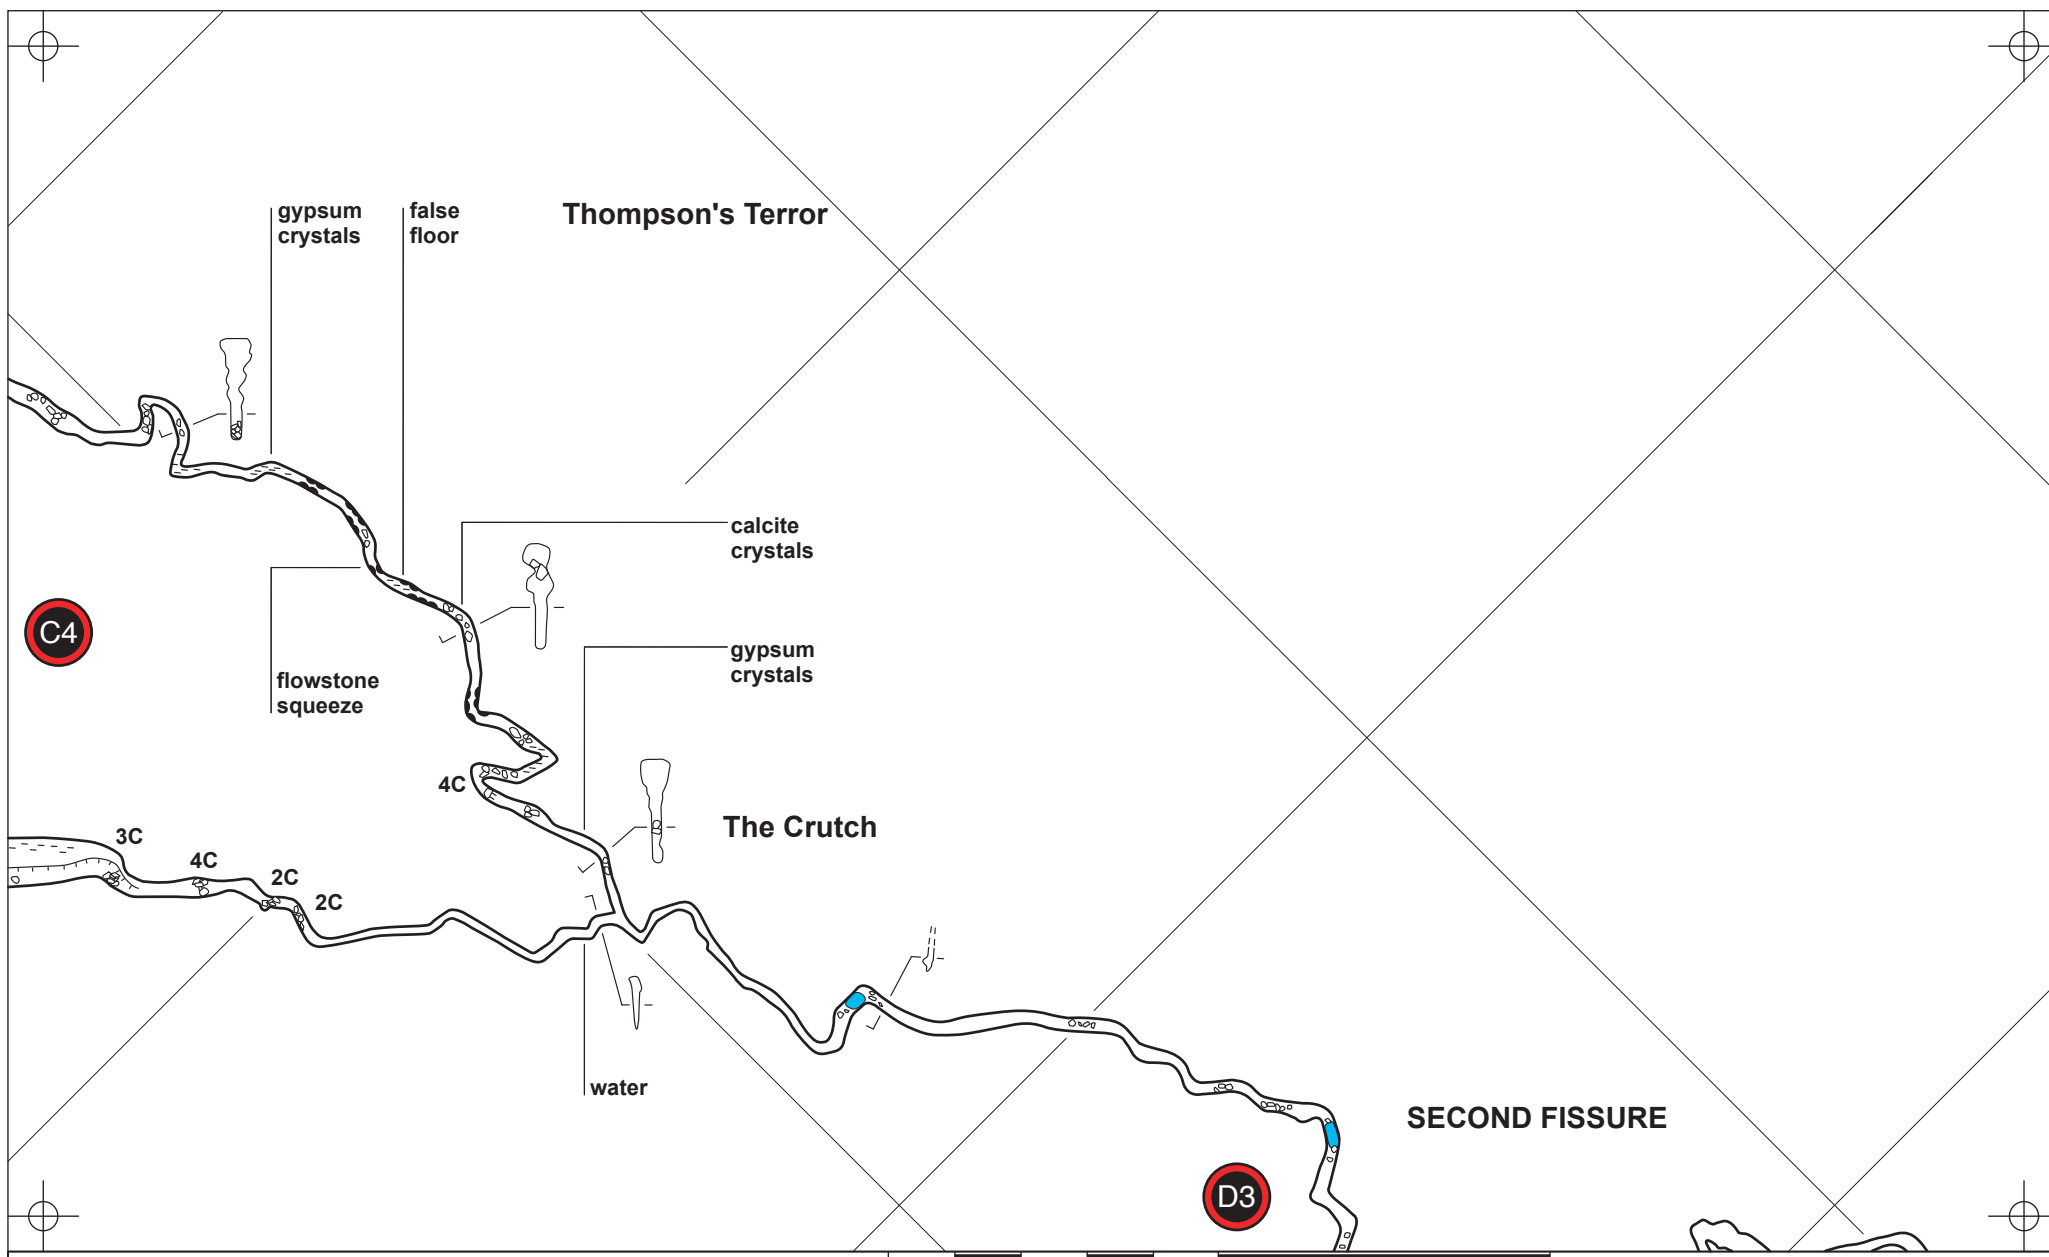 gypsum
crystals
false
floor
Thompson's Terror
calcite
crystals
C4
gypsum
crystals
flowstone
squeeze
4C
The Crutch
3C
4C
2C
2C
water
SECOND FISSURE
D3